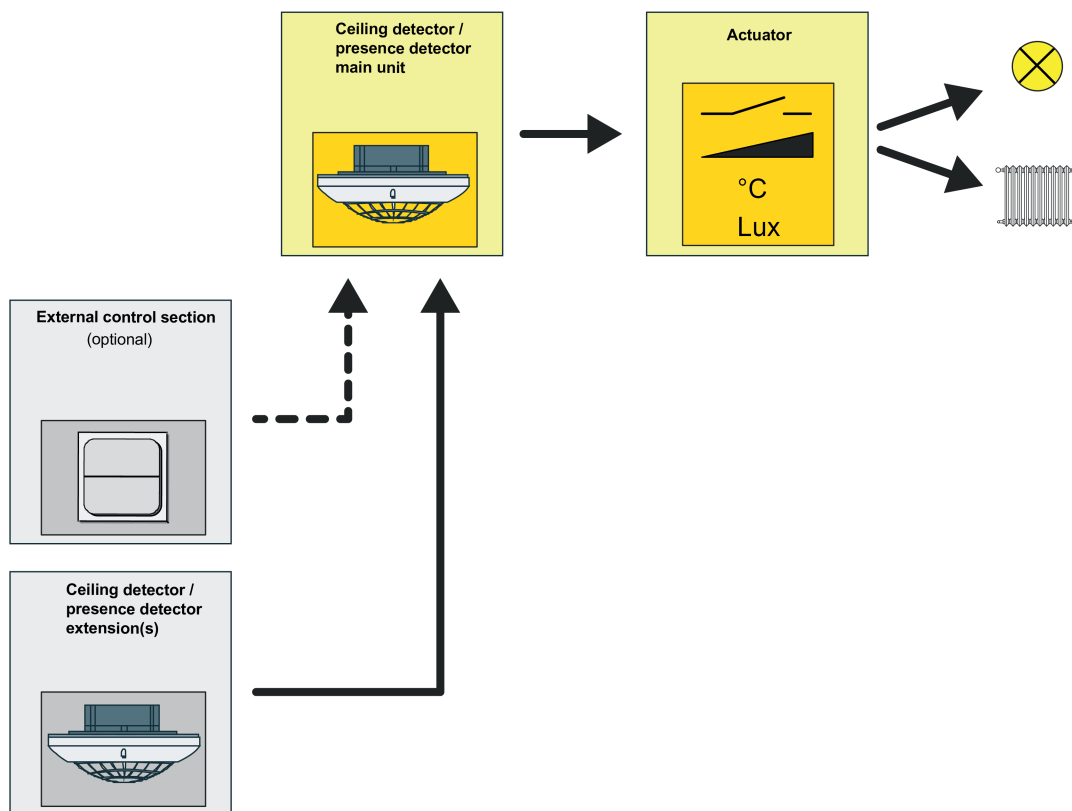 Ceiling detector /
presence detector
main unit
Actuator
°C
Lux
External control section
(optional)
Ceiling detector /
presence detector
extension(s)